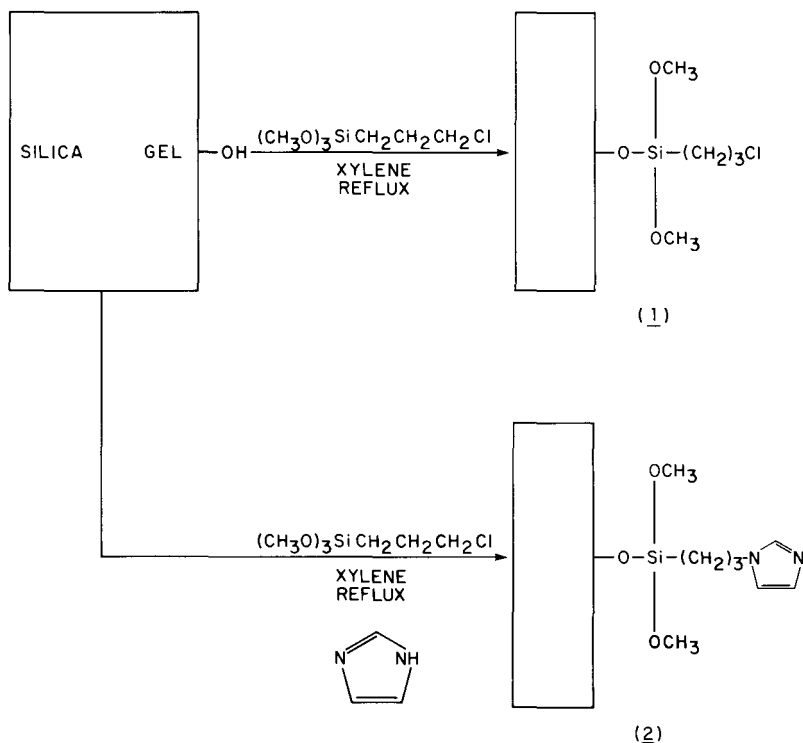 SILICA GEL
OH
(CH₃O)₃SiCH₂CH₂CH₂Cl
XYLENE
REFLUX
OCH₃
O—Si—(CH₂)₃Cl
OCH₃
(1)
(CH₃O)₃SiCH₂CH₂CH₂Cl
XYLENE
REFLUX
N NH
OCH₃
O—Si—(CH₂)₃—N N
OCH₃
(2)